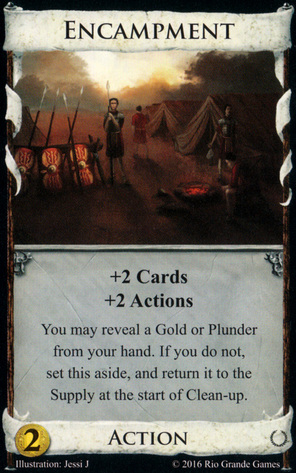 ENCAMPMENT
+2 Cards
+2 Actions
You may reveal a Gold or Plunder
from your hand. If you do not,
set this aside, and return it to the
Supply at the start of Clean-up.
2
ACTION
Illustration: Jessi J
© 2016 Rio Grande Games